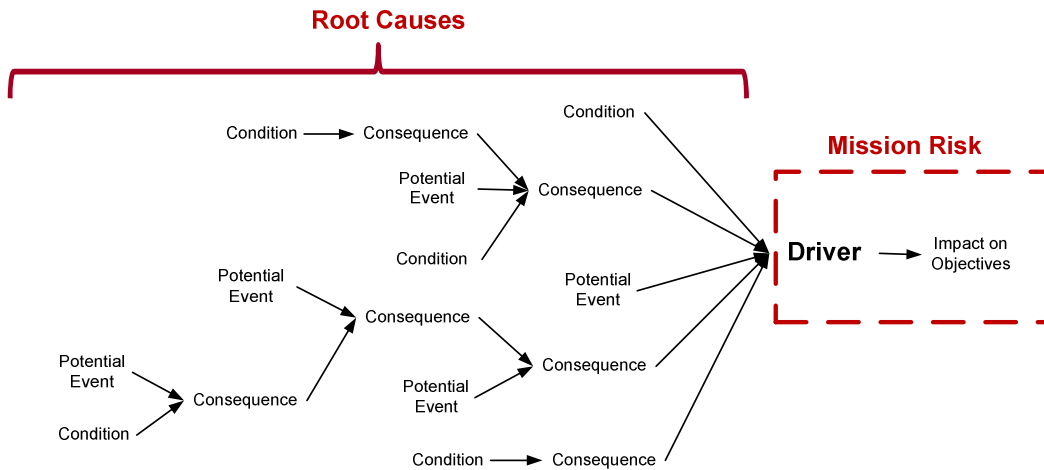 Root Causes
Condition
Condition
Consequence
Mission Risk
Potential
Event
Consequence
Driver
Impact on
Objectives
Condition
Potential
Event
Potential
Event
Consequence
Potential
Event
Consequence
Potential
Event
Consequence
Condition
Condition
Consequence